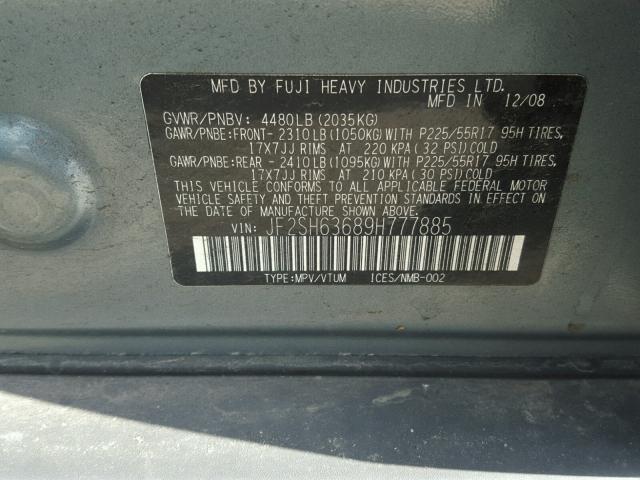 MFD BY FUJI HEAVY INDUSTRIES LTD.
MFD IN 12/08
GVWR/PNBV: 4480LB(2035KG)
GAWR/PNBE:FRONT- 2310LB(1050KG)WITH P225/55R17 95H TIRES,
17X7JJ RIMS AT 220 KPA(32 PSI)COLD
GAWR/PNBE:REAR -2410LB(1095KG)WITH P225/55R17 95H TIRES,
17X7JJ RIMS AT 210 KPA(30 PSI)COLD
THIS VEHICLE CONFORMS TO ALL APPLICABLE FEDERAL MOTOR
VEHICLE SAFETY AND THEFT PREVENTION STANDARDS IN EFFECT ON
THE DATE OF MANUFACTURE SHOWN ABOVE.
VIN: JF2SH63689H777885
TYPE:MPV/VTUM ICES/NMB-002